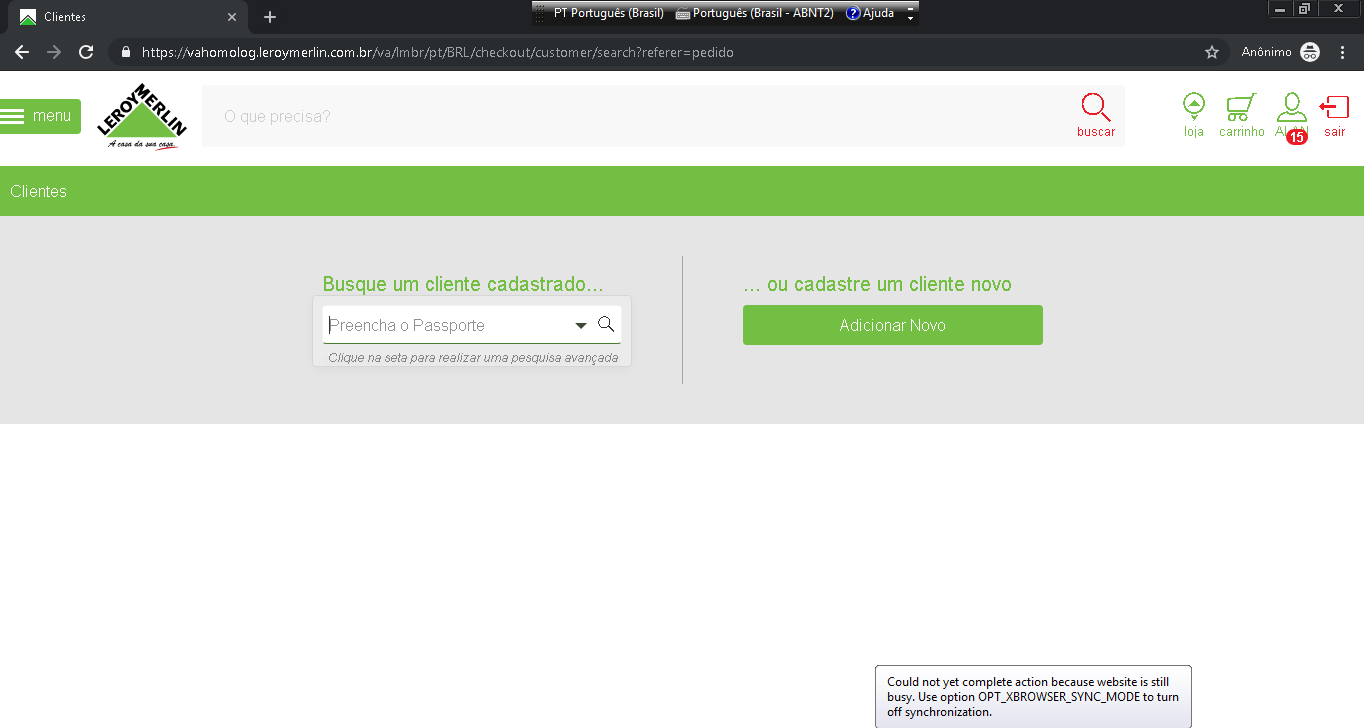 Clientes
PT Português (Brasil) Português (Brasil - ABNT2) Ajuda
https://vahomolog.leroymerlin.com.br/va/lmbr/pt/BRL/checkout/customer/search?referer=pedido
Anônimo
menu
LEROY MERLIN
A casa da sua casa.
O que precisa?
buscar
loja
carrinho
15
sair
Clientes
Busque um cliente cadastrado...
Preencha o Passporte
Clique na seta para realizar uma pesquisa avançada
... ou cadastre um cliente novo
Adicionar Novo
Could not yet complete action because website is still
busy. Use option OPT_XBROWSER_SYNC_MODE to turn
off synchronization.